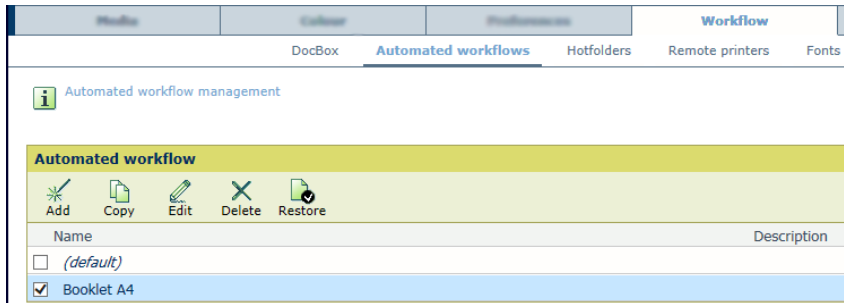 Workflow
DocBox Automated workflows Hotfolders Remote printers Fonts
Automated workflow management
Automated workflow
Add Copy Edit Delete Restore
Name Description
(default)
Booklet A4